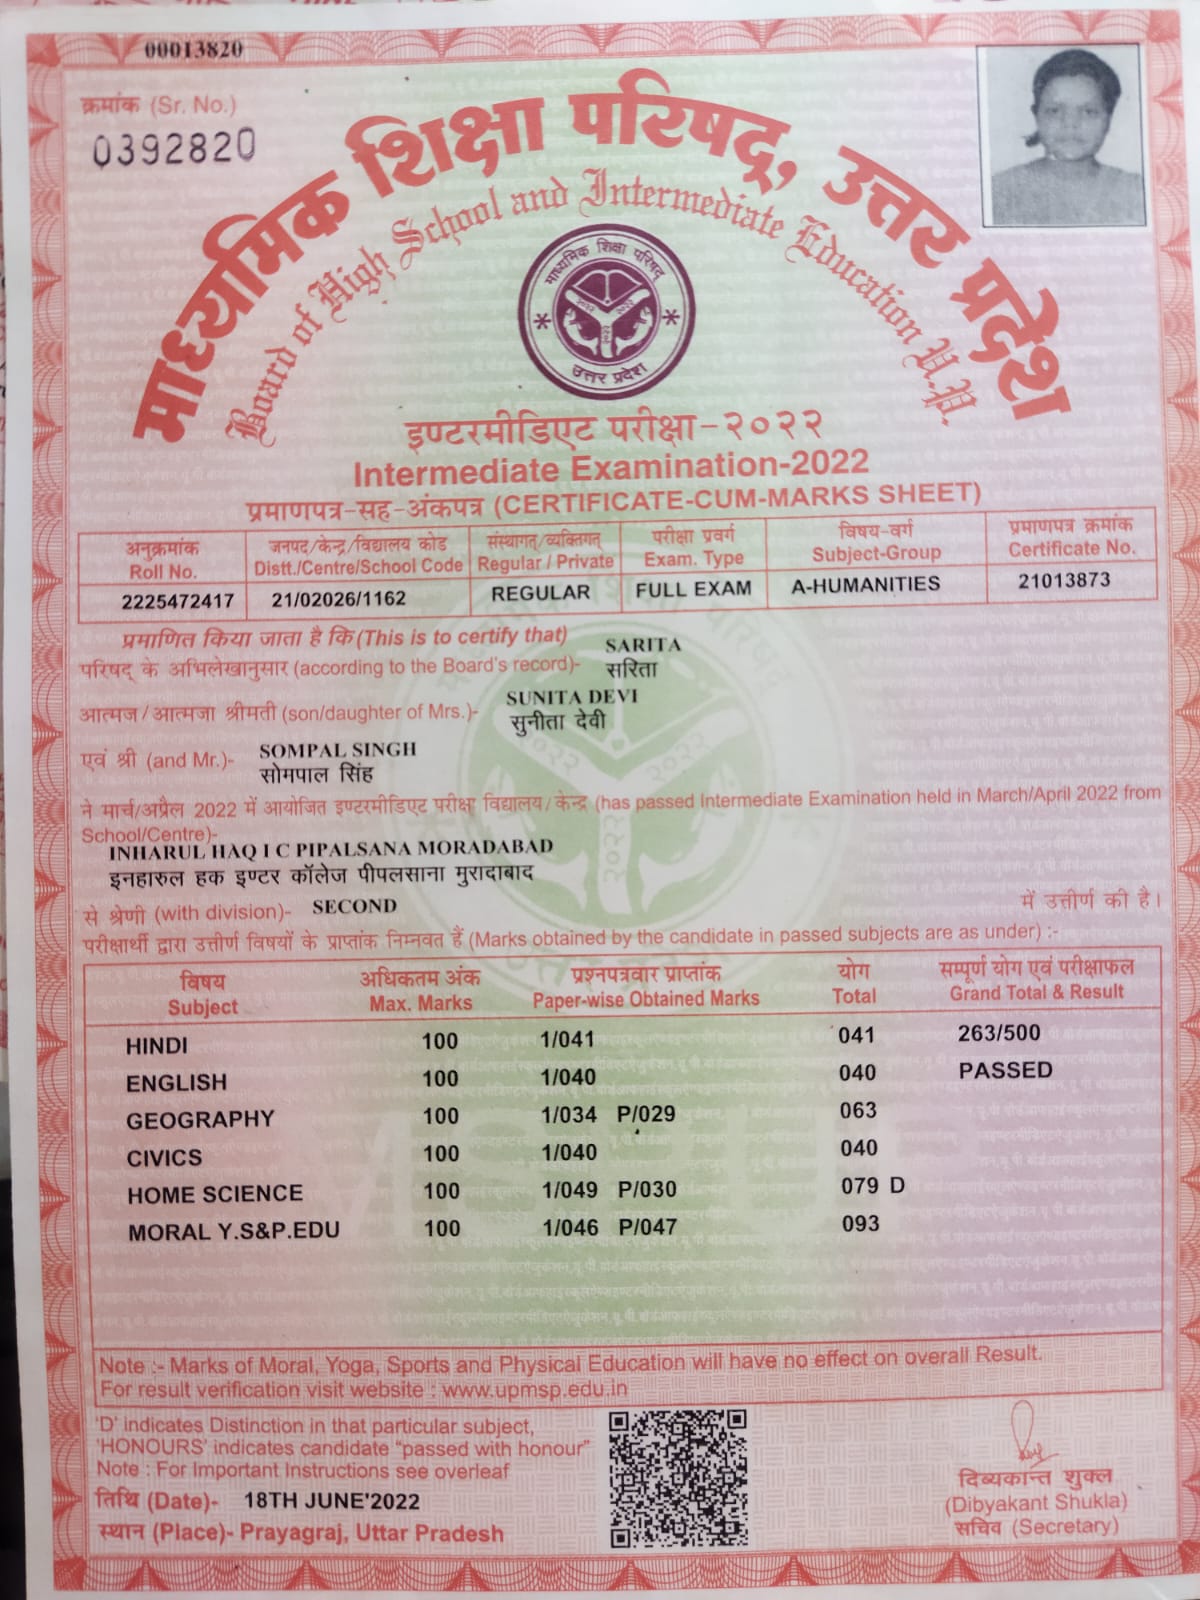 00013820
क्रमांक (Sr. No.)
0392820
माध्यमिक शिक्षा परिषद्, उत्तर प्रदेश
Board of High School and Intermediate Education U.P.
माध्यमिक शिक्षा परिषद्
२०२२ २०२२
२०२२
उत्तर प्रदेश
इण्टरमीडिएट परीक्षा-२०२२
Intermediate Examination-2022
प्रमाणपत्र-सह-अंकपत्र (CERTIFICATE-CUM-MARKS SHEET)
अनुक्रमांक जनपद/केन्द्र/विद्यालय कोड संस्थागत्/व्यक्तिगत् परीक्षा प्रवर्ग विषय-वर्ग प्रमाणपत्र क्रमांक
Roll No. Distt./Centre/School Code Regular / Private Exam. Type Subject-Group Certificate No.
2225472417 21/02026/1162 REGULAR FULL EXAM A-HUMANITIES 21013873
प्रमाणित किया जाता है कि (This is to certify that) SARITA
परिषद् के अभिलेखानुसार (according to the Board's record)- सरिता
SUNITA DEVI
आत्मज/आत्मजा श्रीमती (son/daughter of Mrs.)- सुनीता देवी
एवं श्री (and Mr.)- SOMPAL SINGH
सोमपाल सिंह
ने मार्च/अप्रैल 2022 में आयोजित इण्टरमीडिएट परीक्षा विद्यालय/केन्द्र (has passed Intermediate Examination held in March/April 2022 from
School/Centre)-
INHARUL HAQ I C PIPALSANA MORADABAD
इनहारुल हक इण्टर कॉलेज पीपलसाना मुरादाबाद
से श्रेणी (with division)- SECOND में उत्तीर्ण की है।
परीक्षार्थी द्वारा उत्तीर्ण विषयों के प्राप्तांक निम्नवत हैं (Marks obtained by the candidate in passed subjects are as under) :-
विषय अधिकतम अंक प्रश्नपत्रवार प्राप्तांक योग सम्पूर्ण योग एवं परीक्षाफल
Subject Max. Marks Paper-wise Obtained Marks Total Grand Total & Result
HINDI 100 1/041 041 263/500
ENGLISH 100 1/040 040 PASSED
GEOGRAPHY 100 1/034 P/029 063
CIVICS 100 1/040 040
HOME SCIENCE 100 1/049 P/030 079 D
MORAL Y.S&P.EDU 100 1/046 P/047 093
Note :- Marks of Moral, Yoga, Sports and Physical Education will have no effect on overall Result.
For result verification visit website : www.upmsp.edu.in
'D' indicates Distinction in that particular subject,
'HONOURS' indicates candidate "passed with honour"
Note : For Important Instructions see overleaf
तिथि (Date)- 18TH JUNE'2022
स्थान (Place)- Prayagraj, Uttar Pradesh
दिव्यकान्त शुक्ल
(Dibyakant Shukla)
सचिव (Secretary)